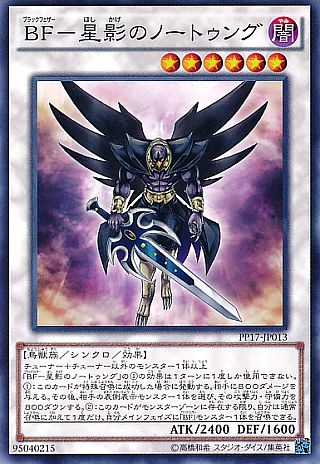 ブラックフェザー ほし かげ
BF－星影のノートゥング
やみ
闇
PP17-JP013
【鳥獣族／シンクロ／効果】
チューナー＋チューナー以外のモンスター1体以上
「BF－星影のノートゥング」の①の効果は1ターンに1度しか使用できない。
①：このカードが特殊召喚に成功した場合に発動する。相手に８００ダメージ
を与える。その後、相手の表側表示モンスター1体を選び、その攻撃力・守備力を
８００ダウンする。②：このカードがモンスターゾーンに存在する限り、自分は通常
召喚に加えて1度だけ、自分メインフェイズに「BF」モンスター1体を召喚できる。
ATK/2400 DEF/1600
95040215
©高橋和希 スタジオ・ダイス/集英社